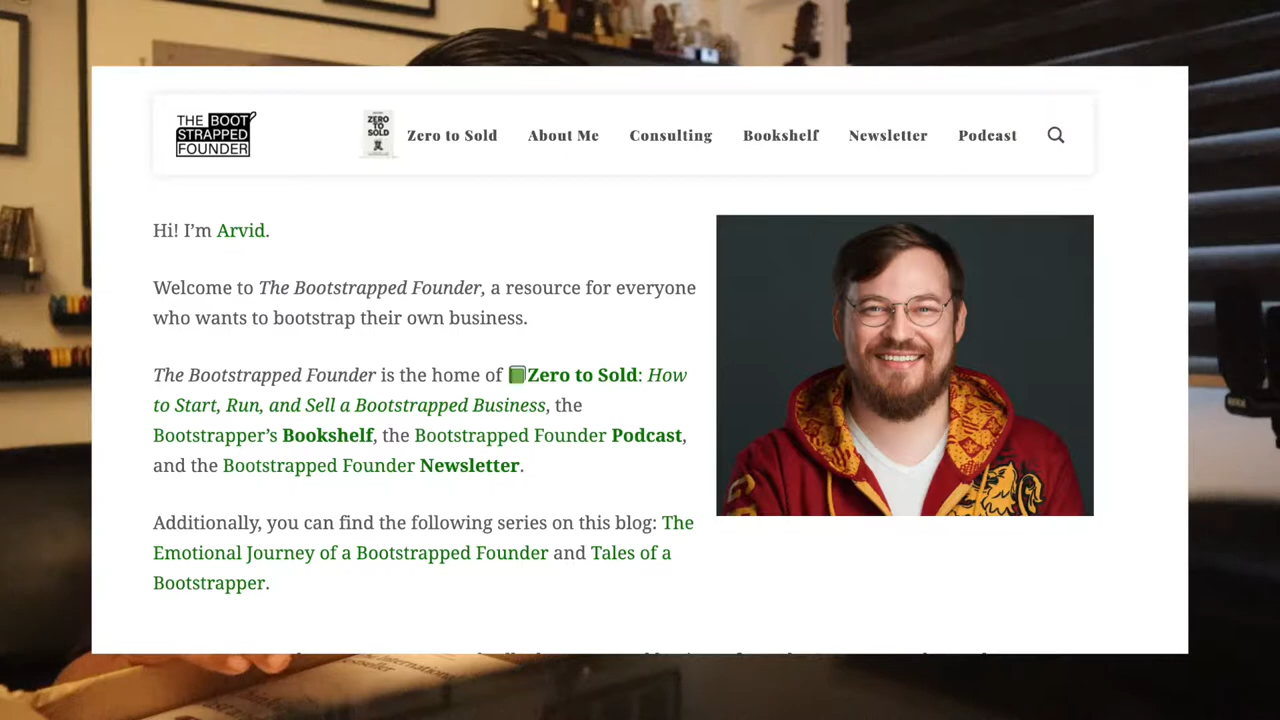 THE BOOT
STRAPPED
FOUNDER
ZERO
TO
SOLD
Zero to Sold
About Me
Consulting
Bookshelf
Newsletter
Podcast
Hi! I’m Arvid.
Welcome to The Bootstrapped Founder, a resource for everyone
who wants to bootstrap their own business.
The Bootstrapped Founder is the home of 📗Zero to Sold: How
to Start, Run, and Sell a Bootstrapped Business, the
Bootstrapper’s Bookshelf, the Bootstrapped Founder Podcast,
and the Bootstrapped Founder Newsletter.
Additionally, you can find the following series on this blog: The
Emotional Journey of a Bootstrapped Founder and Tales of a
Bootstrapper.